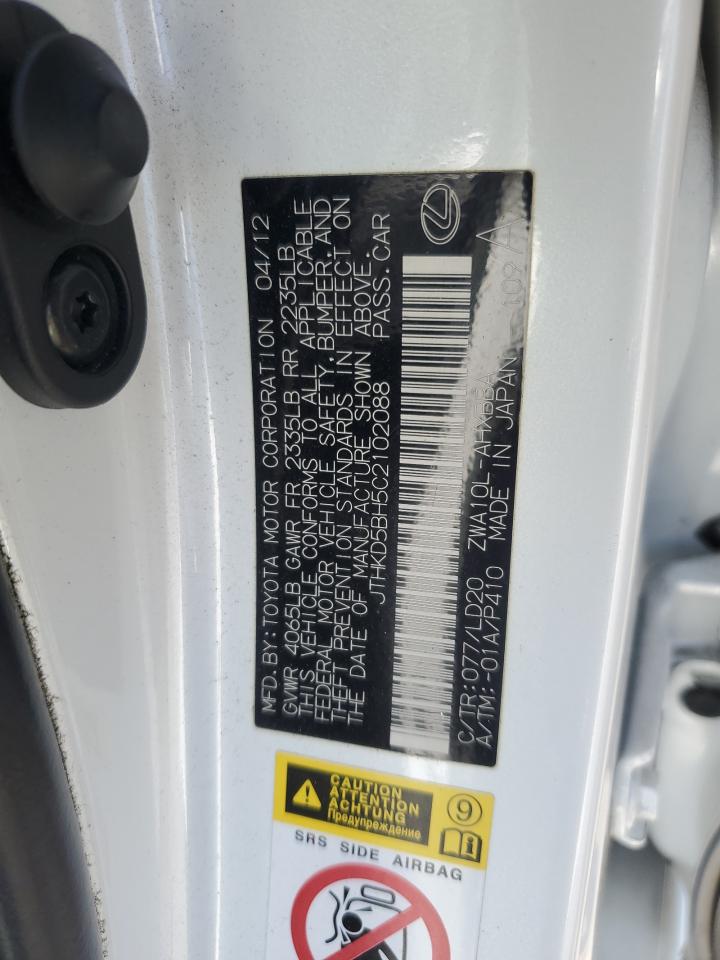 MFD. BY: TOYOTA MOTOR CORPORATION 04/12
GVWR 4065LB GAWR FR 2335LB RR 2235LB
THIS VEHICLE CONFORMS TO ALL APPLICABLE
FEDERAL MOTOR VEHICLE SAFETY, BUMPER, AND
THEFT PREVENTION STANDARDS IN EFFECT ON
THE DATE OF MANUFACTURE SHOWN ABOVE.
JTHKD5BH5C2102088 PASS. CAR
C/TR: 077/LD20 ZWA10L-AHXBBA
A/TM: -01A/P410 MADE IN JAPAN 109 A
CAUTION
ATTENTION
ACHTUNG
Предупреждение
9
i
SRS SIDE AIRBAG